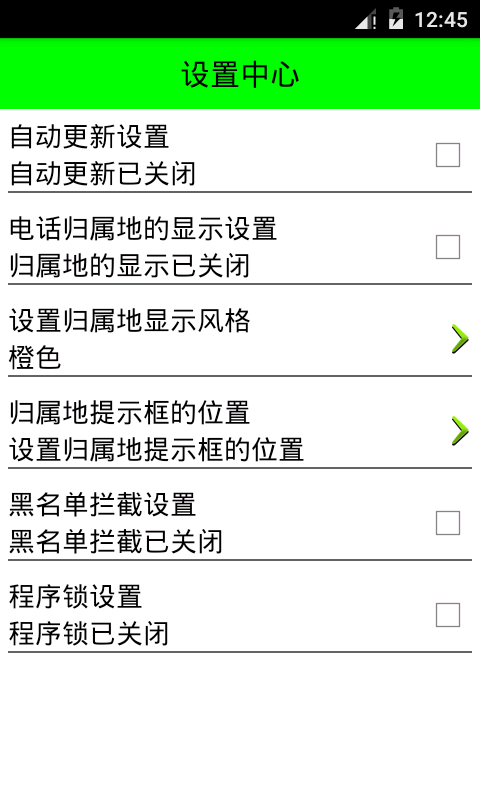 12:45
设置中心
自动更新设置
自动更新已关闭
电话归属地的显示设置
归属地的显示已关闭
设置归属地显示风格
橙色
归属地提示框的位置
设置归属地提示框的位置
黑名单拦截设置
黑名单拦截已关闭
程序锁设置
程序锁已关闭